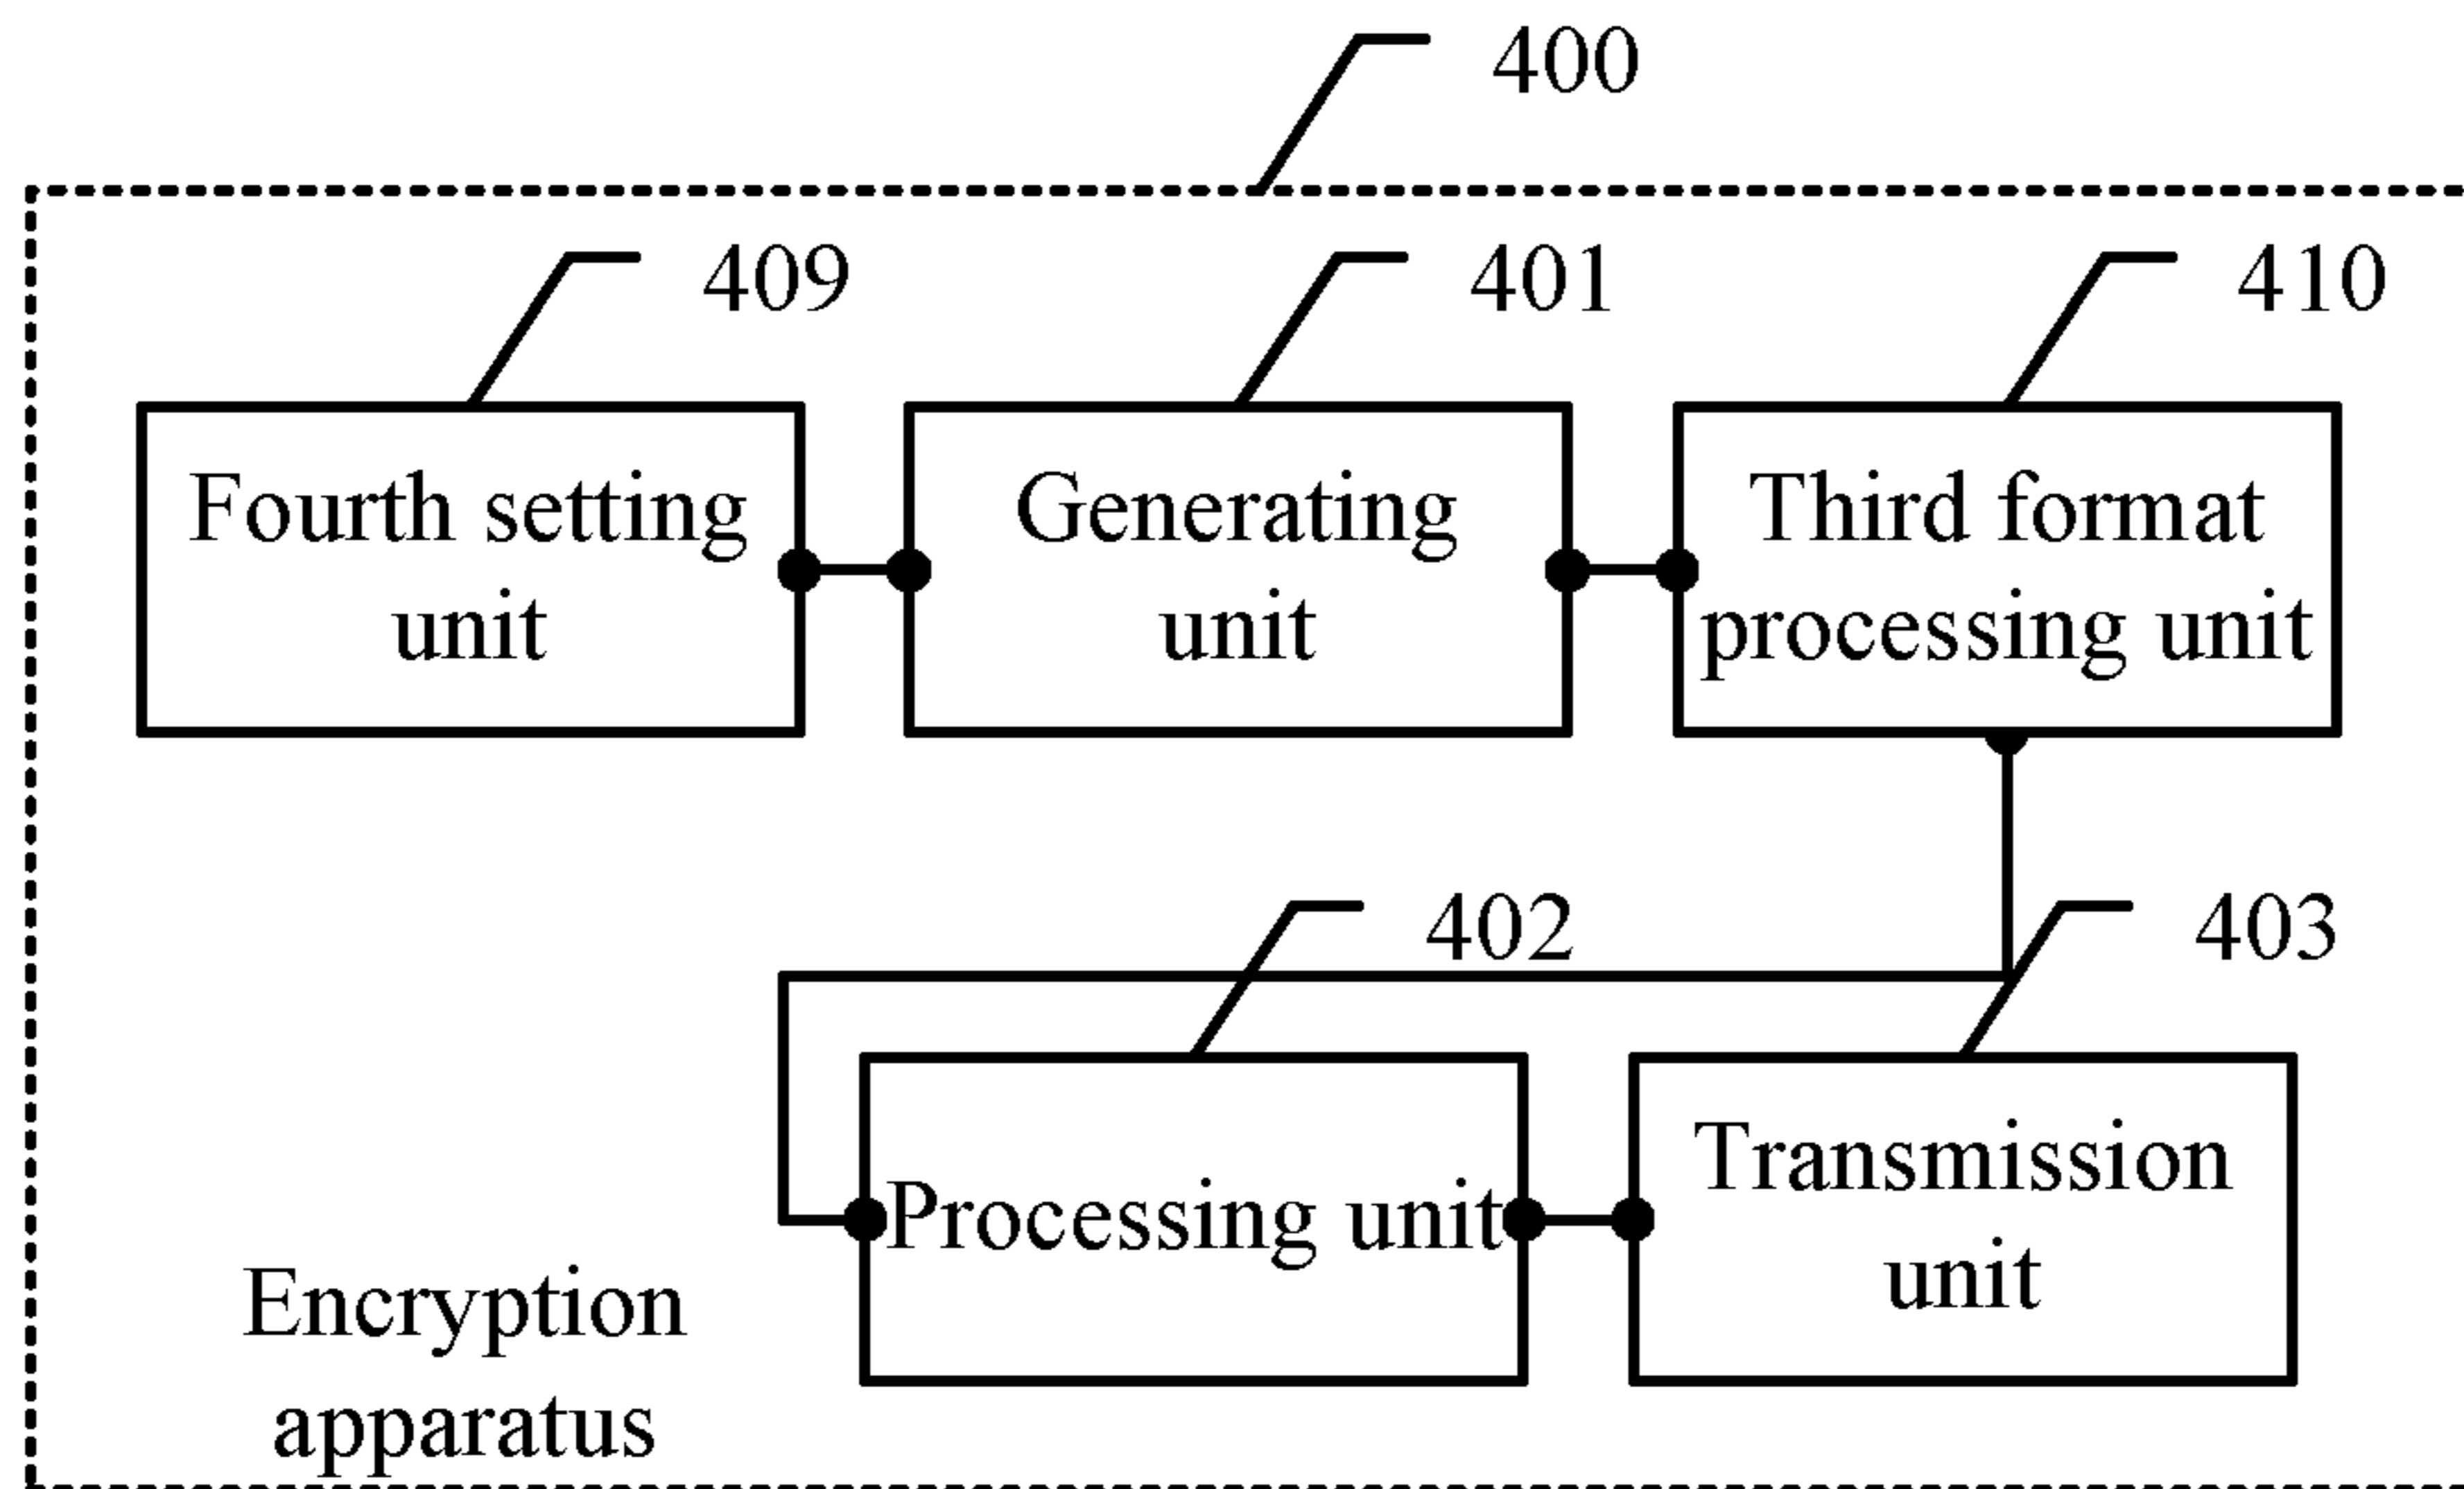 400
409
401
410
Fourth setting
unit
Generating
unit
Third format
processing unit
402
403
Processing unit
Transmission
unit
Encryption
apparatus